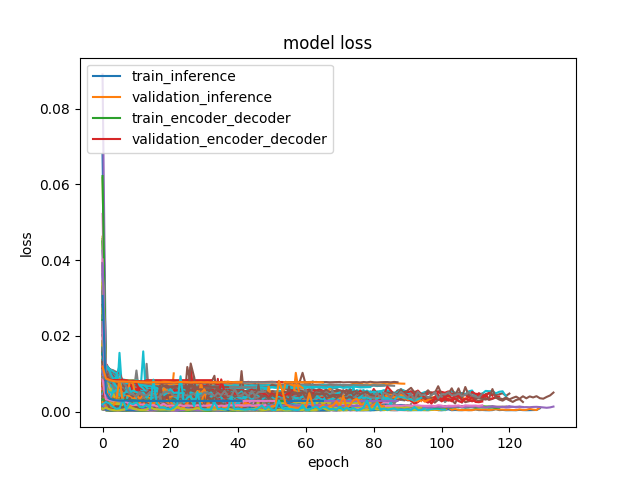 model loss
train_inference
validation_inference
train_encoder_decoder
validation_encoder_decoder
0.08
0.06
0.04
0.02
0.00
loss
0 20 40 60 80 100 120
epoch